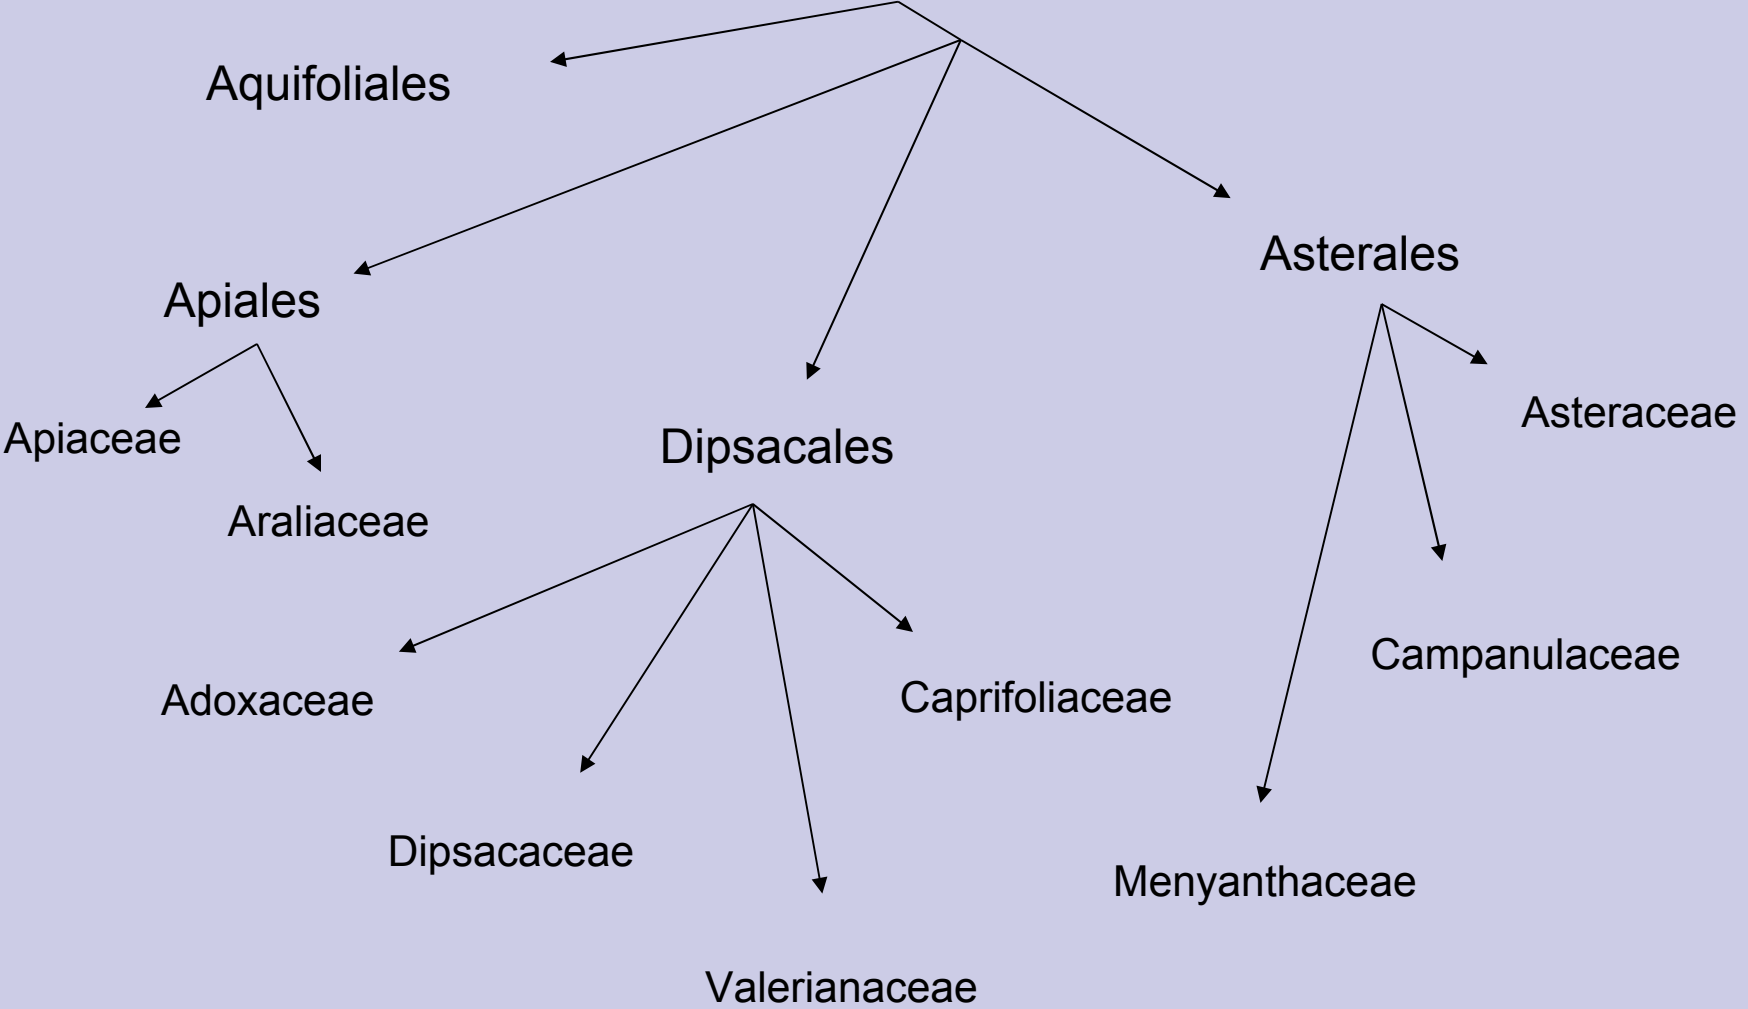 Aquifoliales
Asterales
Apiales
Asteraceae
Apiaceae
Dipsacales
Araliaceae
Campanulaceae
Adoxaceae
Caprifoliaceae
Dipsacaceae
Menyanthaceae
Valerianaceae